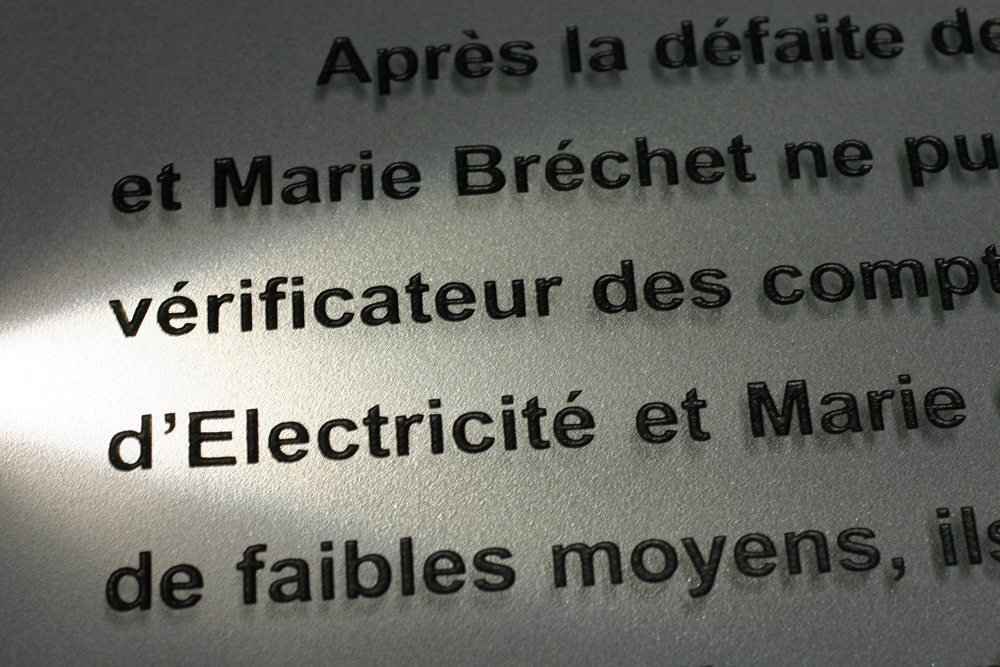 Après la défaite de
et Marie Bréchet ne pu
vérificateur des compt
d’Electricité et Marie
de faibles moyens, ils